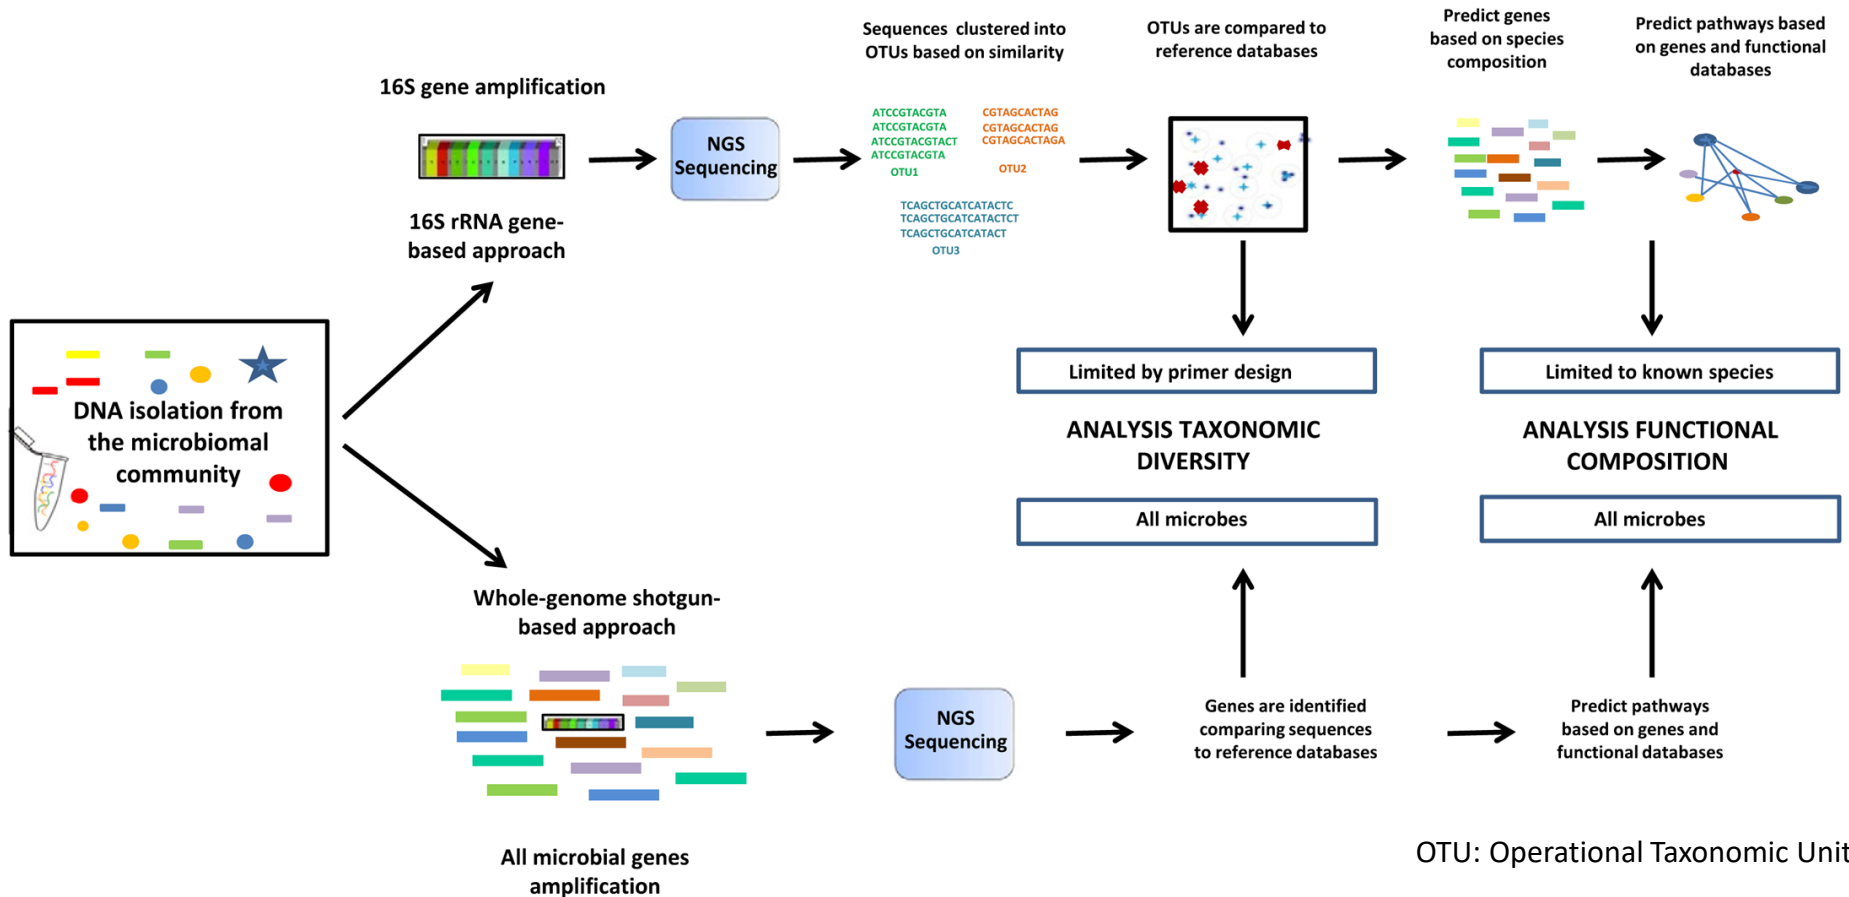 Sequences clustered into
OTUs based on similarity
OTUs are compared to
reference databases
Predict genes
based on species
composition
Predict pathways based
on genes and functional
databases
16S gene amplification
NGS
Sequencing
ATCCGTACGTA
ATCCGTACGTA
ATCCGTACGTACT
ATCCGTACGTA
OTU1
CGTAGCACTAG
CGTAGCACTAG
CGTAGCACTAGA
OTU2
TCAGCTGCATCATACTC
TCAGCTGCATCATACTCT
TCAGCTGCATCATACT
OTU3
16S rRNA gene-
based approach
DNA isolation from
the microbiomal
community
Limited by primer design
Limited to known species
ANALYSIS TAXONOMIC
DIVERSITY
ANALYSIS FUNCTIONAL
COMPOSITION
All microbes
All microbes
Whole-genome shotgun-
based approach
NGS
Sequencing
Genes are identified
comparing sequences
to reference databases
Predict pathways
based on genes and
functional databases
All microbial genes
amplification
OTU: Operational Taxonomic Unit